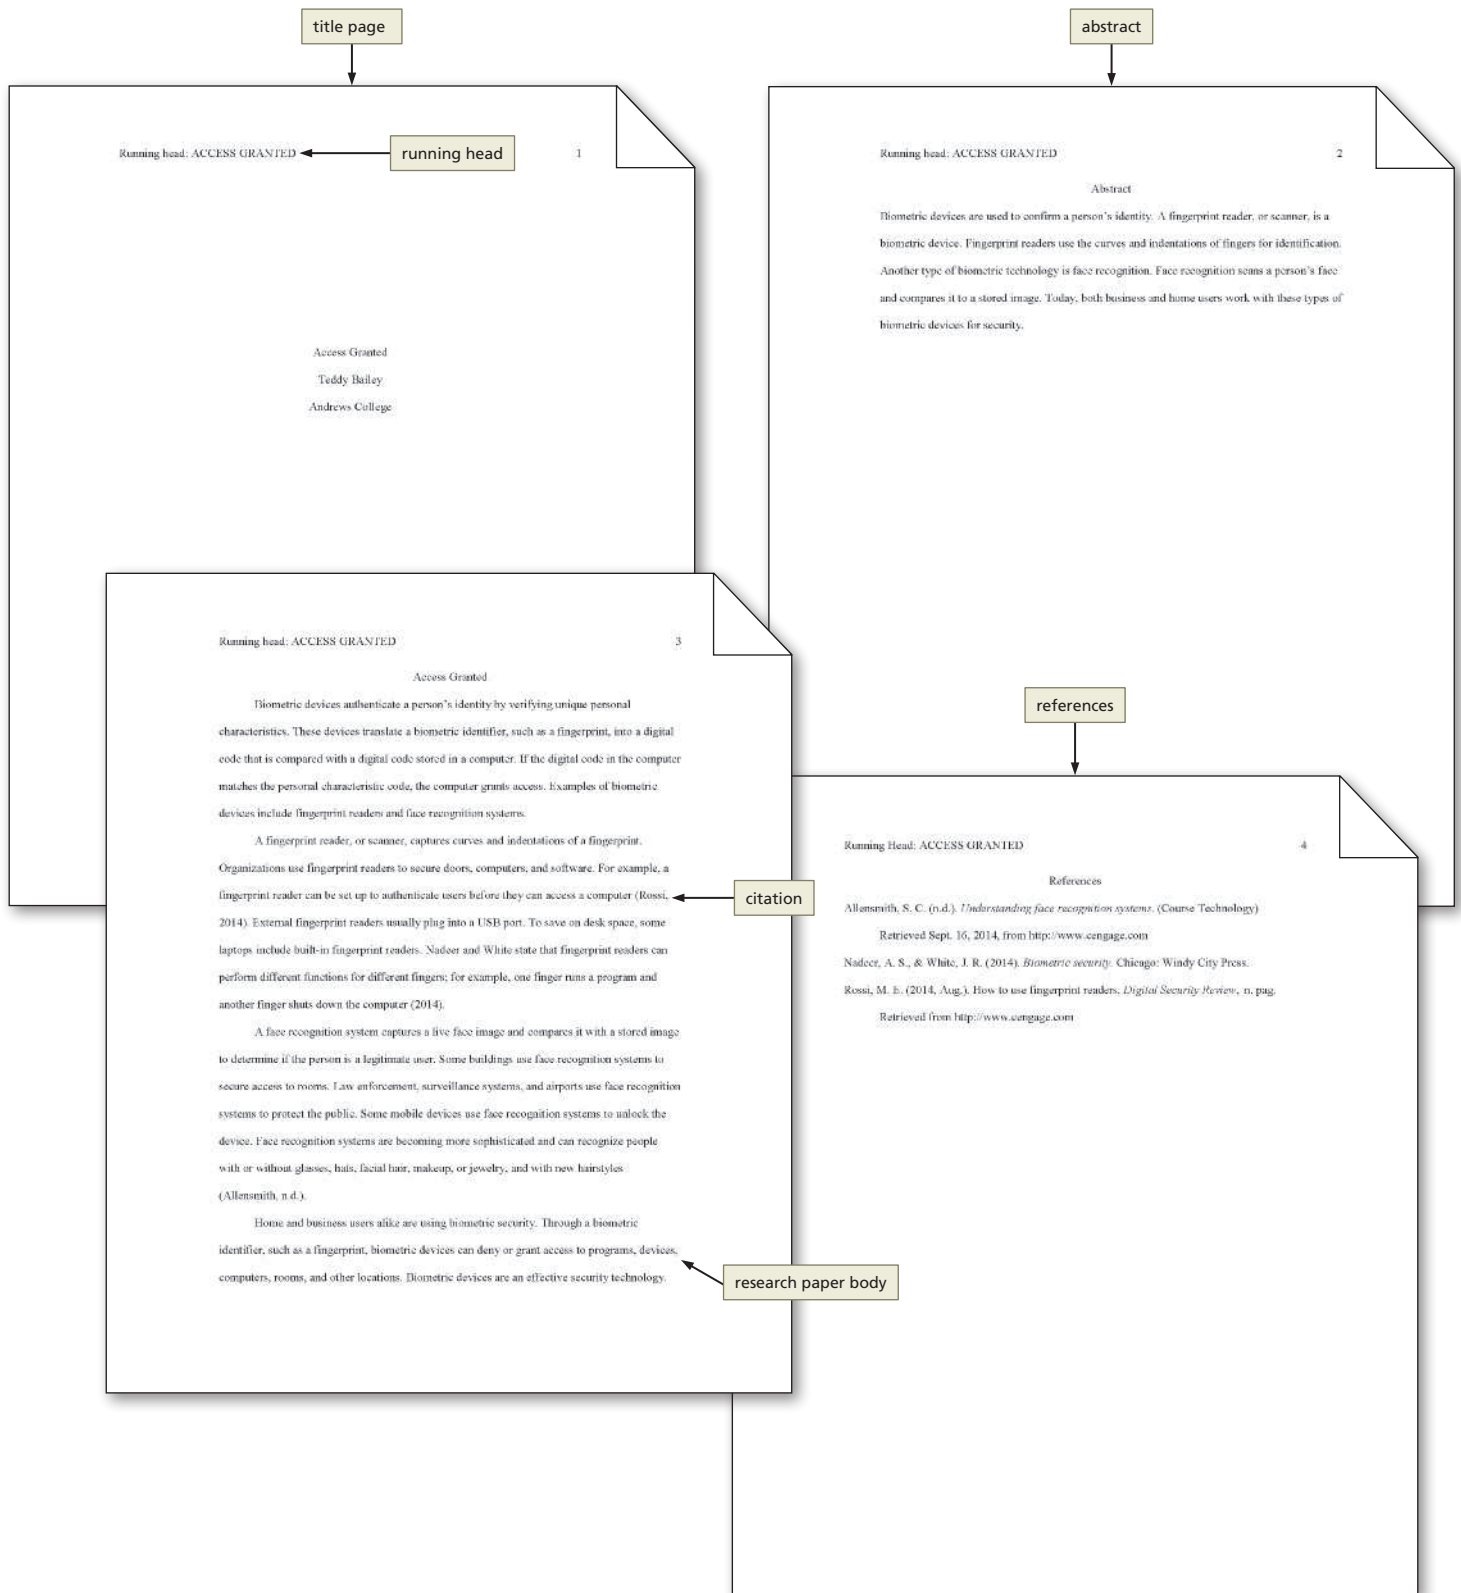 title page
Running head: ACCESS GRANTED
running head
1
Access Granted
Teddy Bailey
Andrews College
abstract
Running head: ACCESS GRANTED 2
Abstract
Biometric devices are used to confirm a person's identity. A fingerprint reader, or scanner, is a
biometric device. Fingerprint readers use the curves and indentations of fingers for identification.
Another type of biometric technology is face recognition. Face recognition scans a person's face
and compares it to a stored image. Today, both business and home users work with these types of
biometric devices for security.
Running head: ACCESS GRANTED 3
Access Granted
Biometric devices authenticate a person's identity by verifying unique personal
characteristics. These devices translate a biometric identifier, such as a fingerprint, into a digital
code that is compared with a digital code stored in a computer. If the digital code in the computer
matches the personal characteristic code, the computer grants access. Examples of biometric
devices include fingerprint readers and face recognition systems.
A fingerprint reader, or scanner, captures curves and indentations of a fingerprint.
Organizations use fingerprint readers to secure doors, computers, and software. For example, a
fingerprint reader can be set up to authenticate users before they can access a computer (Rossi,
citation
2014). External fingerprint readers usually plug into a USB port. To save on desk space, some
laptops include built-in fingerprint readers. Nadeer and White state that fingerprint readers can
perform different functions for different fingers; for example, one finger runs a program and
another finger shuts down the computer (2014).
A face recognition system captures a live face image and compares it with a stored image
to determine if the person is a legitimate user. Some buildings use face recognition systems to
secure access to rooms. Law enforcement, surveillance systems, and airports use face recognition
systems to protect the public. Some mobile devices use face recognition systems to unlock the
device. Face recognition systems are becoming more sophisticated and can recognize people
with or without glasses, hats, facial hair, makeup, or jewelry, and with new hairstyles
(Allensmith, n.d.).
Home and business users alike are using biometric security. Through a biometric
identifier, such as a fingerprint, biometric devices can deny or grant access to programs, devices,
computers, rooms, and other locations. Biometric devices are an effective security technology.
research paper body
references
Running Head: ACCESS GRANTED 4
References
Allensmith, S. C. (n.d.). Understanding face recognition systems. (Course Technology)
Retrieved Sept. 16, 2014, from http://www.cengage.com
Nadeer, A. S., & White, J. R. (2014). Biometric security. Chicago: Windy City Press.
Rossi, M. E. (2014, Aug.). How to use fingerprint readers. Digital Security Review, n. pag.
Retrieved from http://www.cengage.com